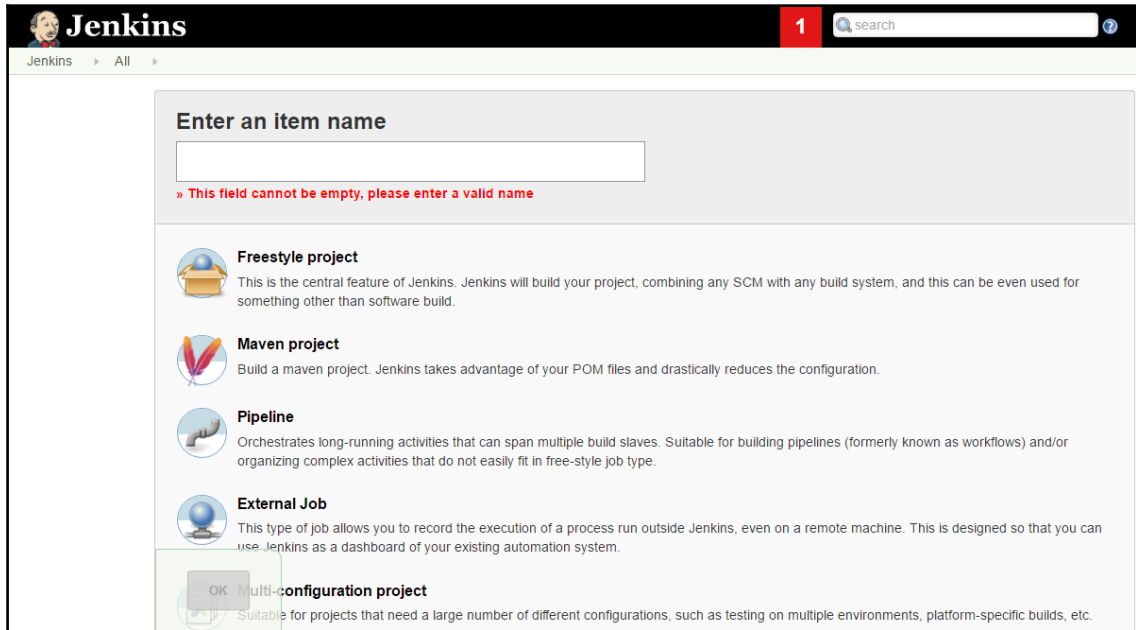 Jenkins
1
search
?
Jenkins
All
Enter an item name
» This field cannot be empty, please enter a valid name
Freestyle project
This is the central feature of Jenkins. Jenkins will build your project, combining any SCM with any build system, and this can be even used for
something other than software build.
Maven project
Build a maven project. Jenkins takes advantage of your POM files and drastically reduces the configuration.
Pipeline
Orchestrates long-running activities that can span multiple build slaves. Suitable for building pipelines (formerly known as workflows) and/or
organizing complex activities that do not easily fit in free-style job type.
External Job
This type of job allows you to record the execution of a process run outside Jenkins, even on a remote machine. This is designed so that you can
use Jenkins as a dashboard of your existing automation system.
OK
Multi-configuration project
Suitable for projects that need a large number of different configurations, such as testing on multiple environments, platform-specific builds, etc.